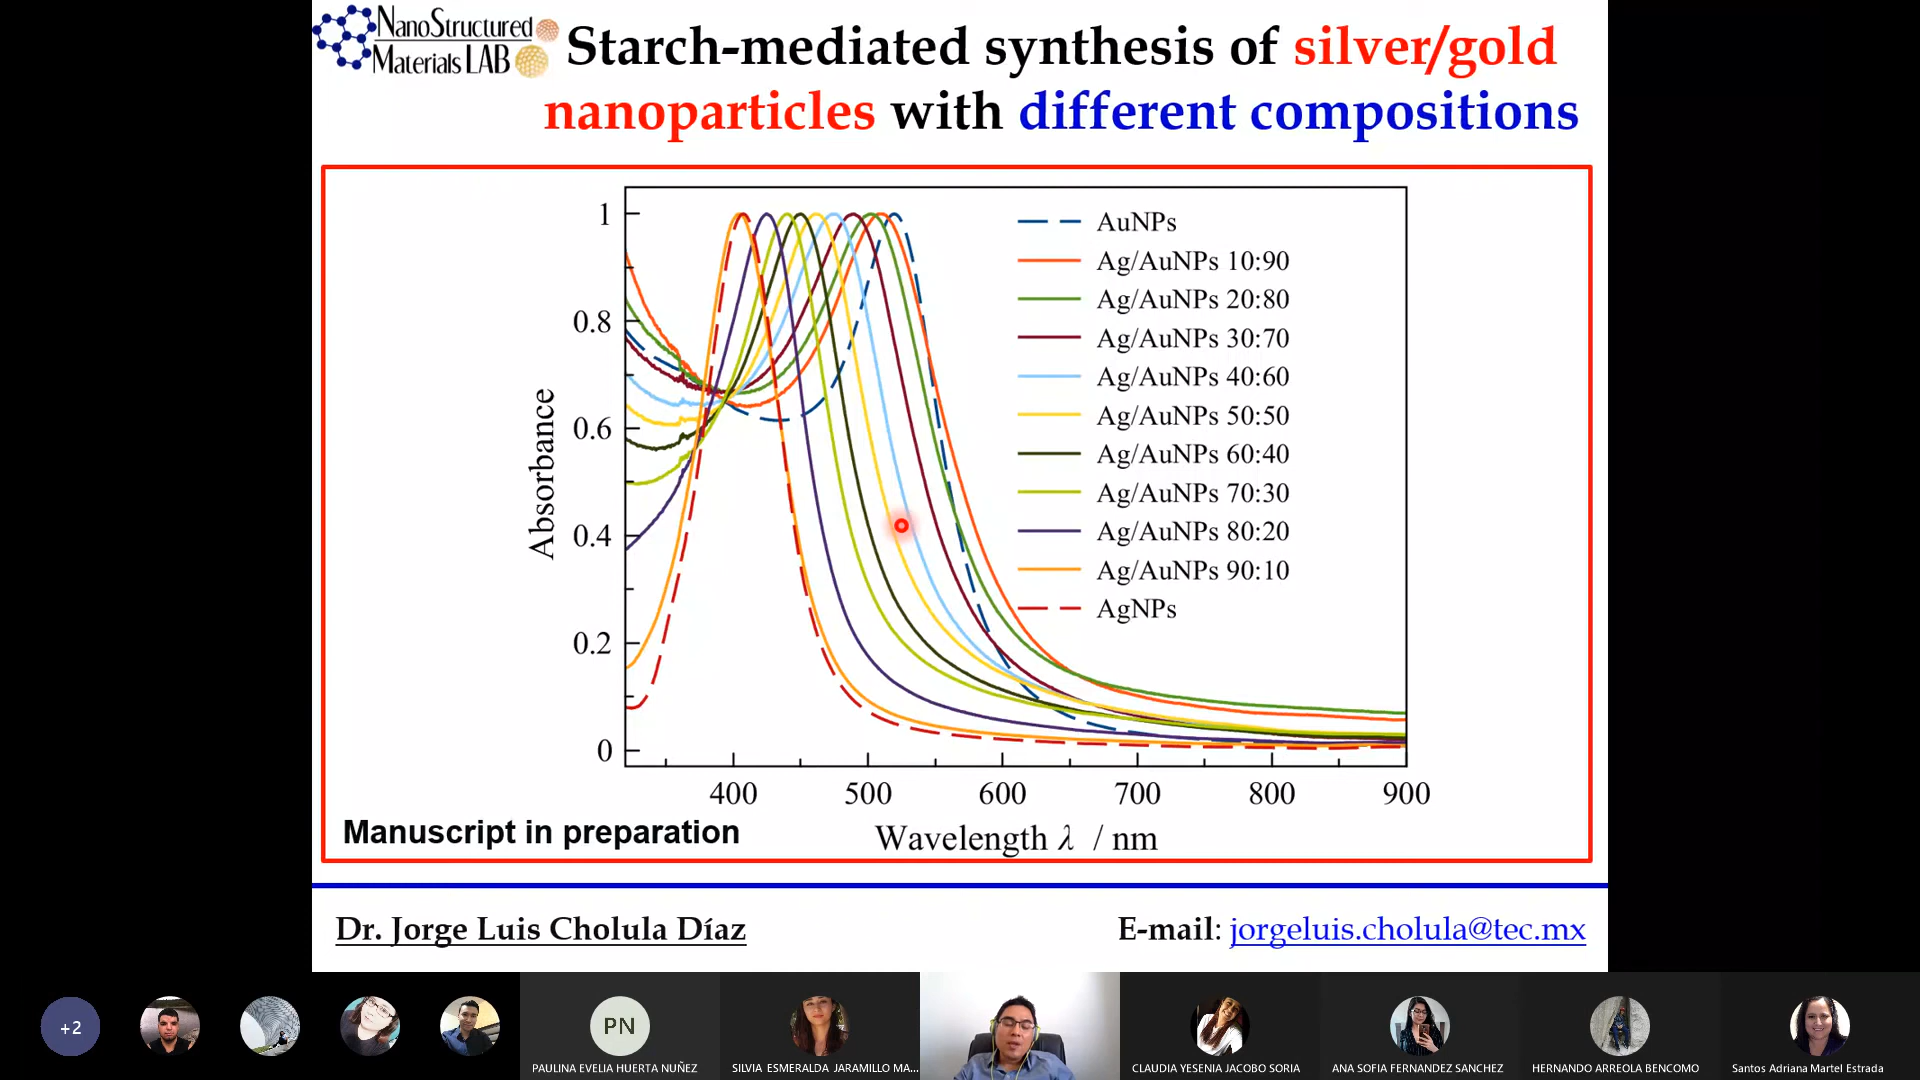 NanoStructured
Materials LAB
Starch-mediated synthesis of silver/gold
nanoparticles with different compositions
1
0.8
0.6
0.4
0.2
0
Absorbance
AuNPs
Ag/AuNPs 10:90
Ag/AuNPs 20:80
Ag/AuNPs 30:70
Ag/AuNPs 40:60
Ag/AuNPs 50:50
Ag/AuNPs 60:40
Ag/AuNPs 70:30
Ag/AuNPs 80:20
Ag/AuNPs 90:10
AgNPs
400 500 600 700 800 900
Wavelength λ / nm
Manuscript in preparation
Dr. Jorge Luis Cholula Díaz
E-mail: jorgeluis.cholula@tec.mx
+2
PN
PAULINA EVELIA HUERTA NUÑEZ
SILVIA ESMERALDA JARAMILLO MA...
CLAUDIA YESENIA JACOBO SORIA
ANA SOFIA FERNANDEZ SANCHEZ
HERNANDO ARREOLA BENCOMO
Santos Adriana Martel Estrada